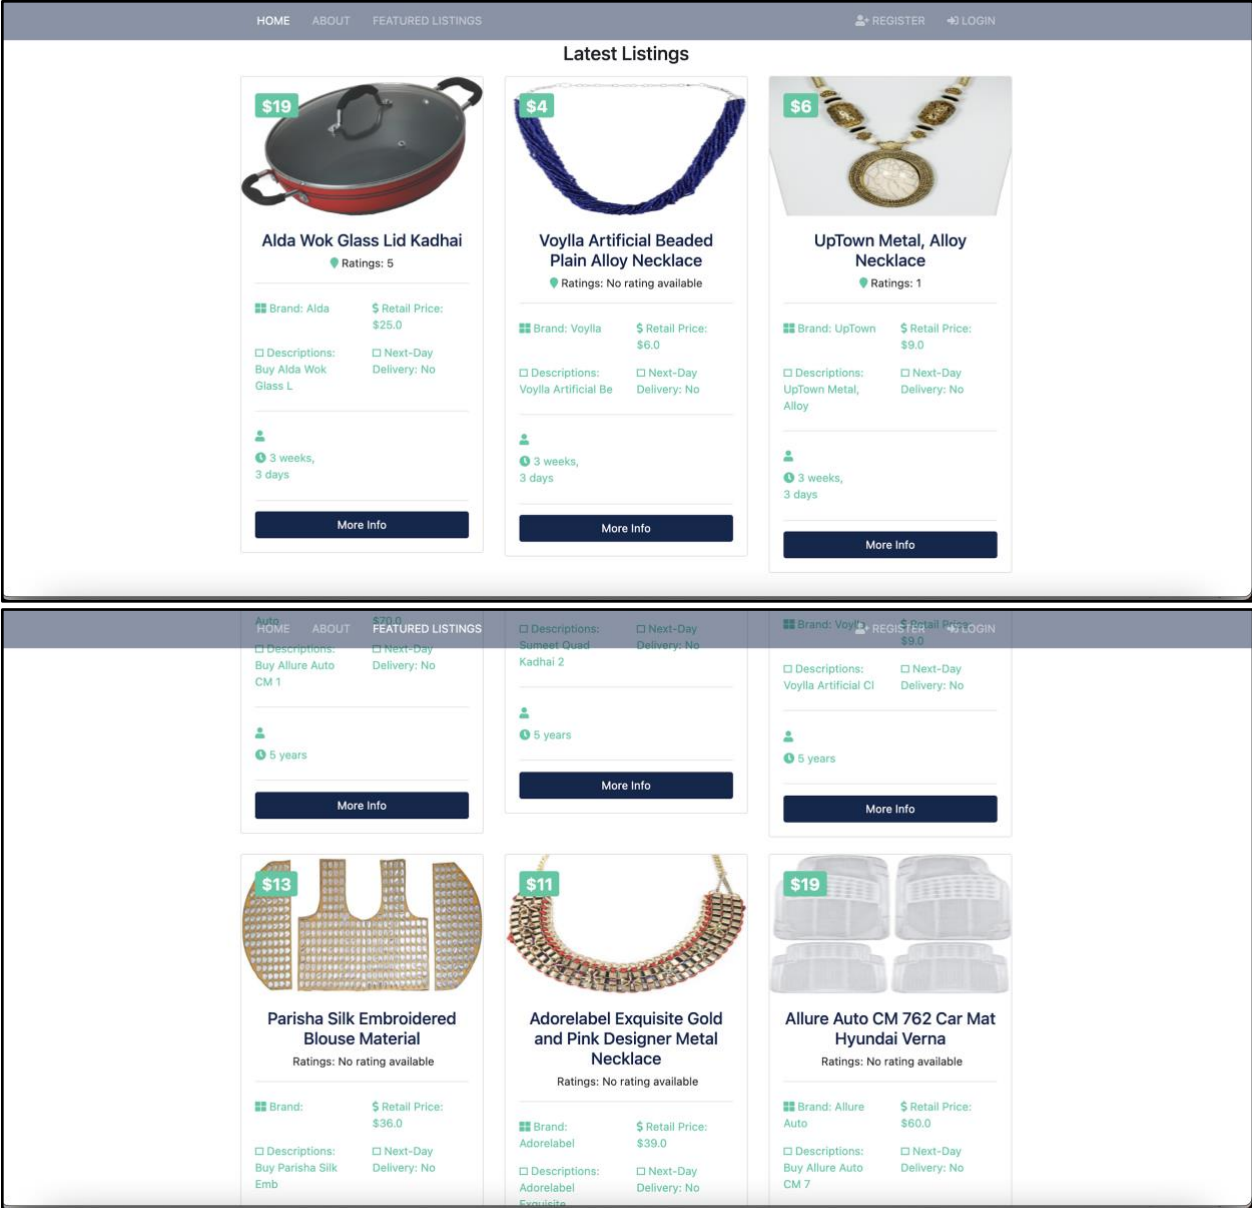 HOME ABOUT FEATURED LISTINGS REGISTER LOGIN
Latest Listings
$19
Alda Wok Glass Lid Kadhai
Ratings: 5
Brand: Alda
$ Retail Price:
$25.0
Descriptions:
Buy Alda Wok
Glass L
Next-Day
Delivery: No
3 weeks,
3 days
More Info
$4
Voylla Artificial Beaded
Plain Alloy Necklace
Ratings: No rating available
Brand: Voylla
$ Retail Price:
$6.0
Descriptions:
Voylla Artificial Be
Next-Day
Delivery: No
3 weeks,
3 days
More Info
$6
UpTown Metal, Alloy
Necklace
Ratings: 1
Brand: UpTown
$ Retail Price:
$9.0
Descriptions:
UpTown Metal,
Alloy
Next-Day
Delivery: No
3 weeks,
3 days
More Info
HOME ABOUT FEATURED LISTINGS REGISTER LOGIN
Auto
$70.0
Descriptions:
Buy Allure Auto
CM 1
Next-Day
Delivery: No
5 years
More Info
Descriptions:
Sumeet Quad
Kadhai 2
Next-Day
Delivery: No
5 years
More Info
Brand: Voylla
$ Retail Price:
$9.0
Descriptions:
Voylla Artificial Cl
Next-Day
Delivery: No
5 years
More Info
$13
Parisha Silk Embroidered
Blouse Material
Ratings: No rating available
Brand:
$ Retail Price:
$36.0
Descriptions:
Buy Parisha Silk
Emb
Next-Day
Delivery: No
$11
Adorelabel Exquisite Gold
and Pink Designer Metal
Necklace
Ratings: No rating available
Brand:
Adorelabel
$ Retail Price:
$39.0
Descriptions:
Adorelabel
Exquisite
Next-Day
Delivery: No
$19
Allure Auto CM 762 Car Mat
Hyundai Verna
Ratings: No rating available
Brand: Allure
Auto
$ Retail Price:
$60.0
Descriptions:
Buy Allure Auto
CM 7
Next-Day
Delivery: No